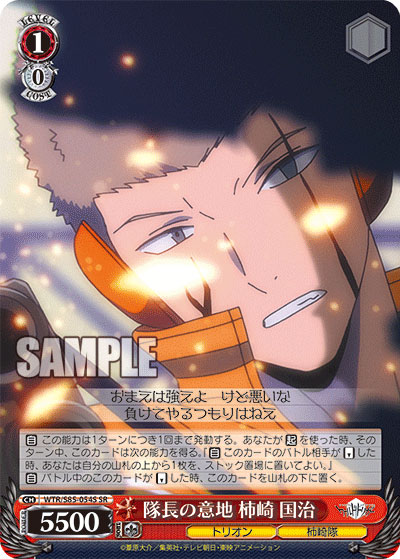 LEVEL
1
0
COST
SAMPLE
おまえは強えよ　けど悪いな
負けてやるつもりはねえ
【自】 この能力は1ターンにつき1回まで発動する。あなたが【起】を使った時、そのターン中、このカードは次の能力を得る。『【自】 このカードのバトル相手が【リバース】した時、あなたは自分の山札の上から1枚を、ストック置場に置いてよい。』
【自】 バトル中のこのカードが【リバース】した時、このカードを山札の下に置く。
CH WTR/S85-054S SR
隊長の意地 柿崎 国治
5500
トリオン
柿崎隊
©葦原大介／集英社・テレビ朝日・東映アニメーション